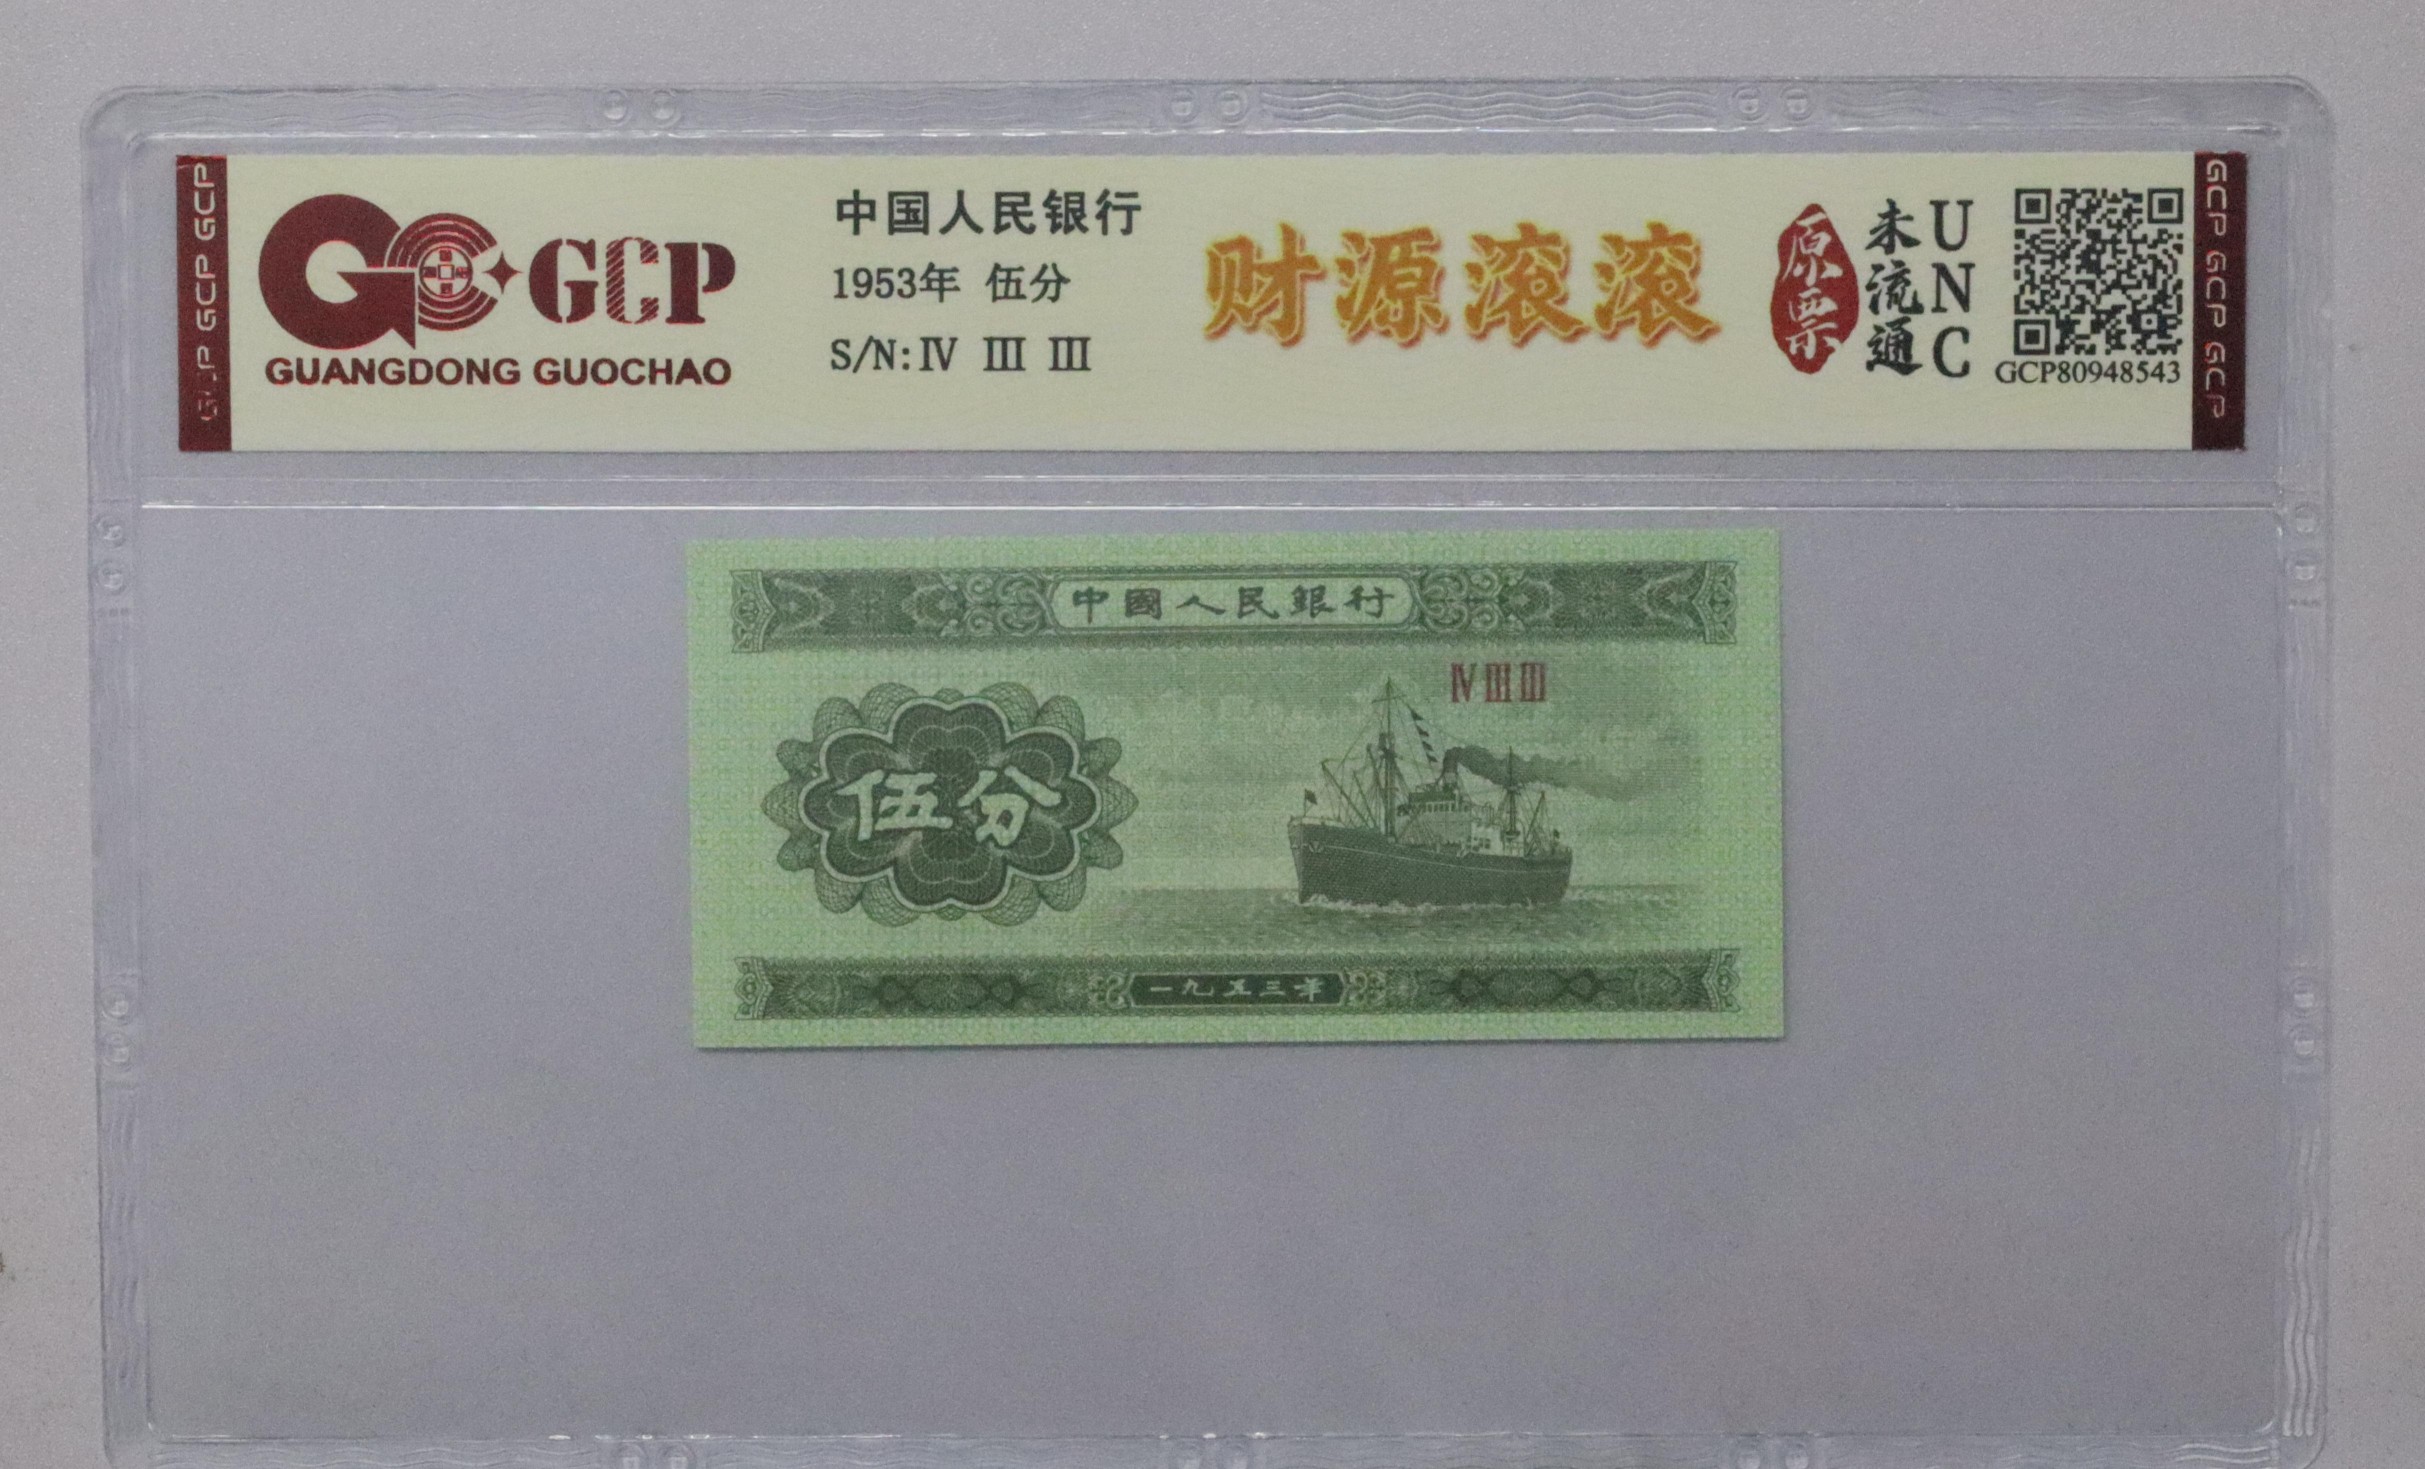 GCP GCP GCP
GCP
GUANGDONG GUOCHAO
中国人民银行
1953年 伍分
S/N: Ⅳ Ⅲ Ⅲ
财源滚滚
原票
未流通
UNC
GCP80948543
GCP GCP GCP
中國人民銀行
Ⅳ Ⅲ Ⅲ
伍分
一九五三年